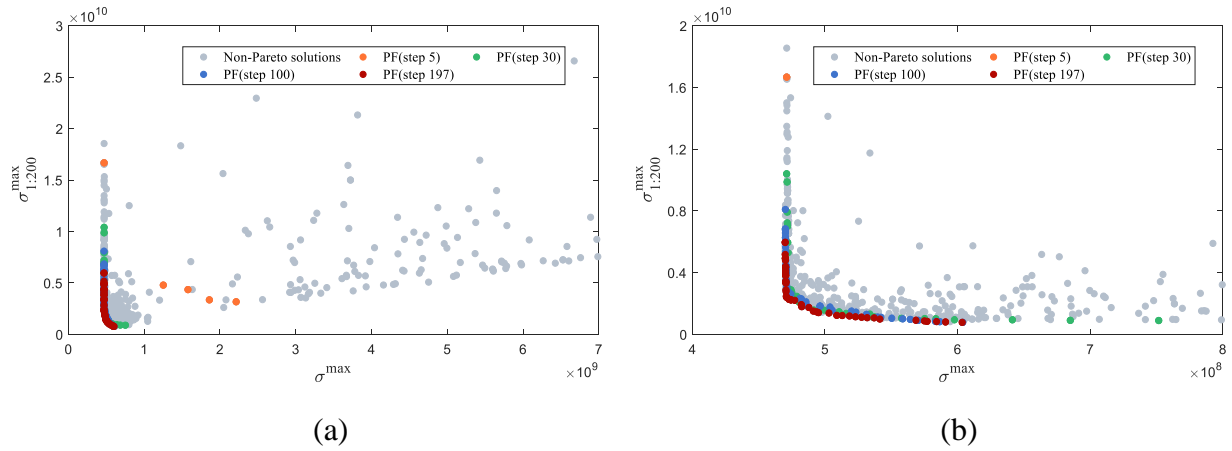 ×10^10
3
2.5
2
1.5
1
0.5
0
σ^max_1:200
Non-Pareto solutions PF(step 5) PF(step 30)
PF(step 100) PF(step 197)
0 1 2 3 4 5 6 7
σ^max
×10^9
(a)
×10^10
2
1.6
1.2
0.8
0.4
0
σ^max_1:200
Non-Pareto solutions PF(step 5) PF(step 30)
PF(step 100) PF(step 197)
4 5 6 7 8
σ^max
×10^8
(b)